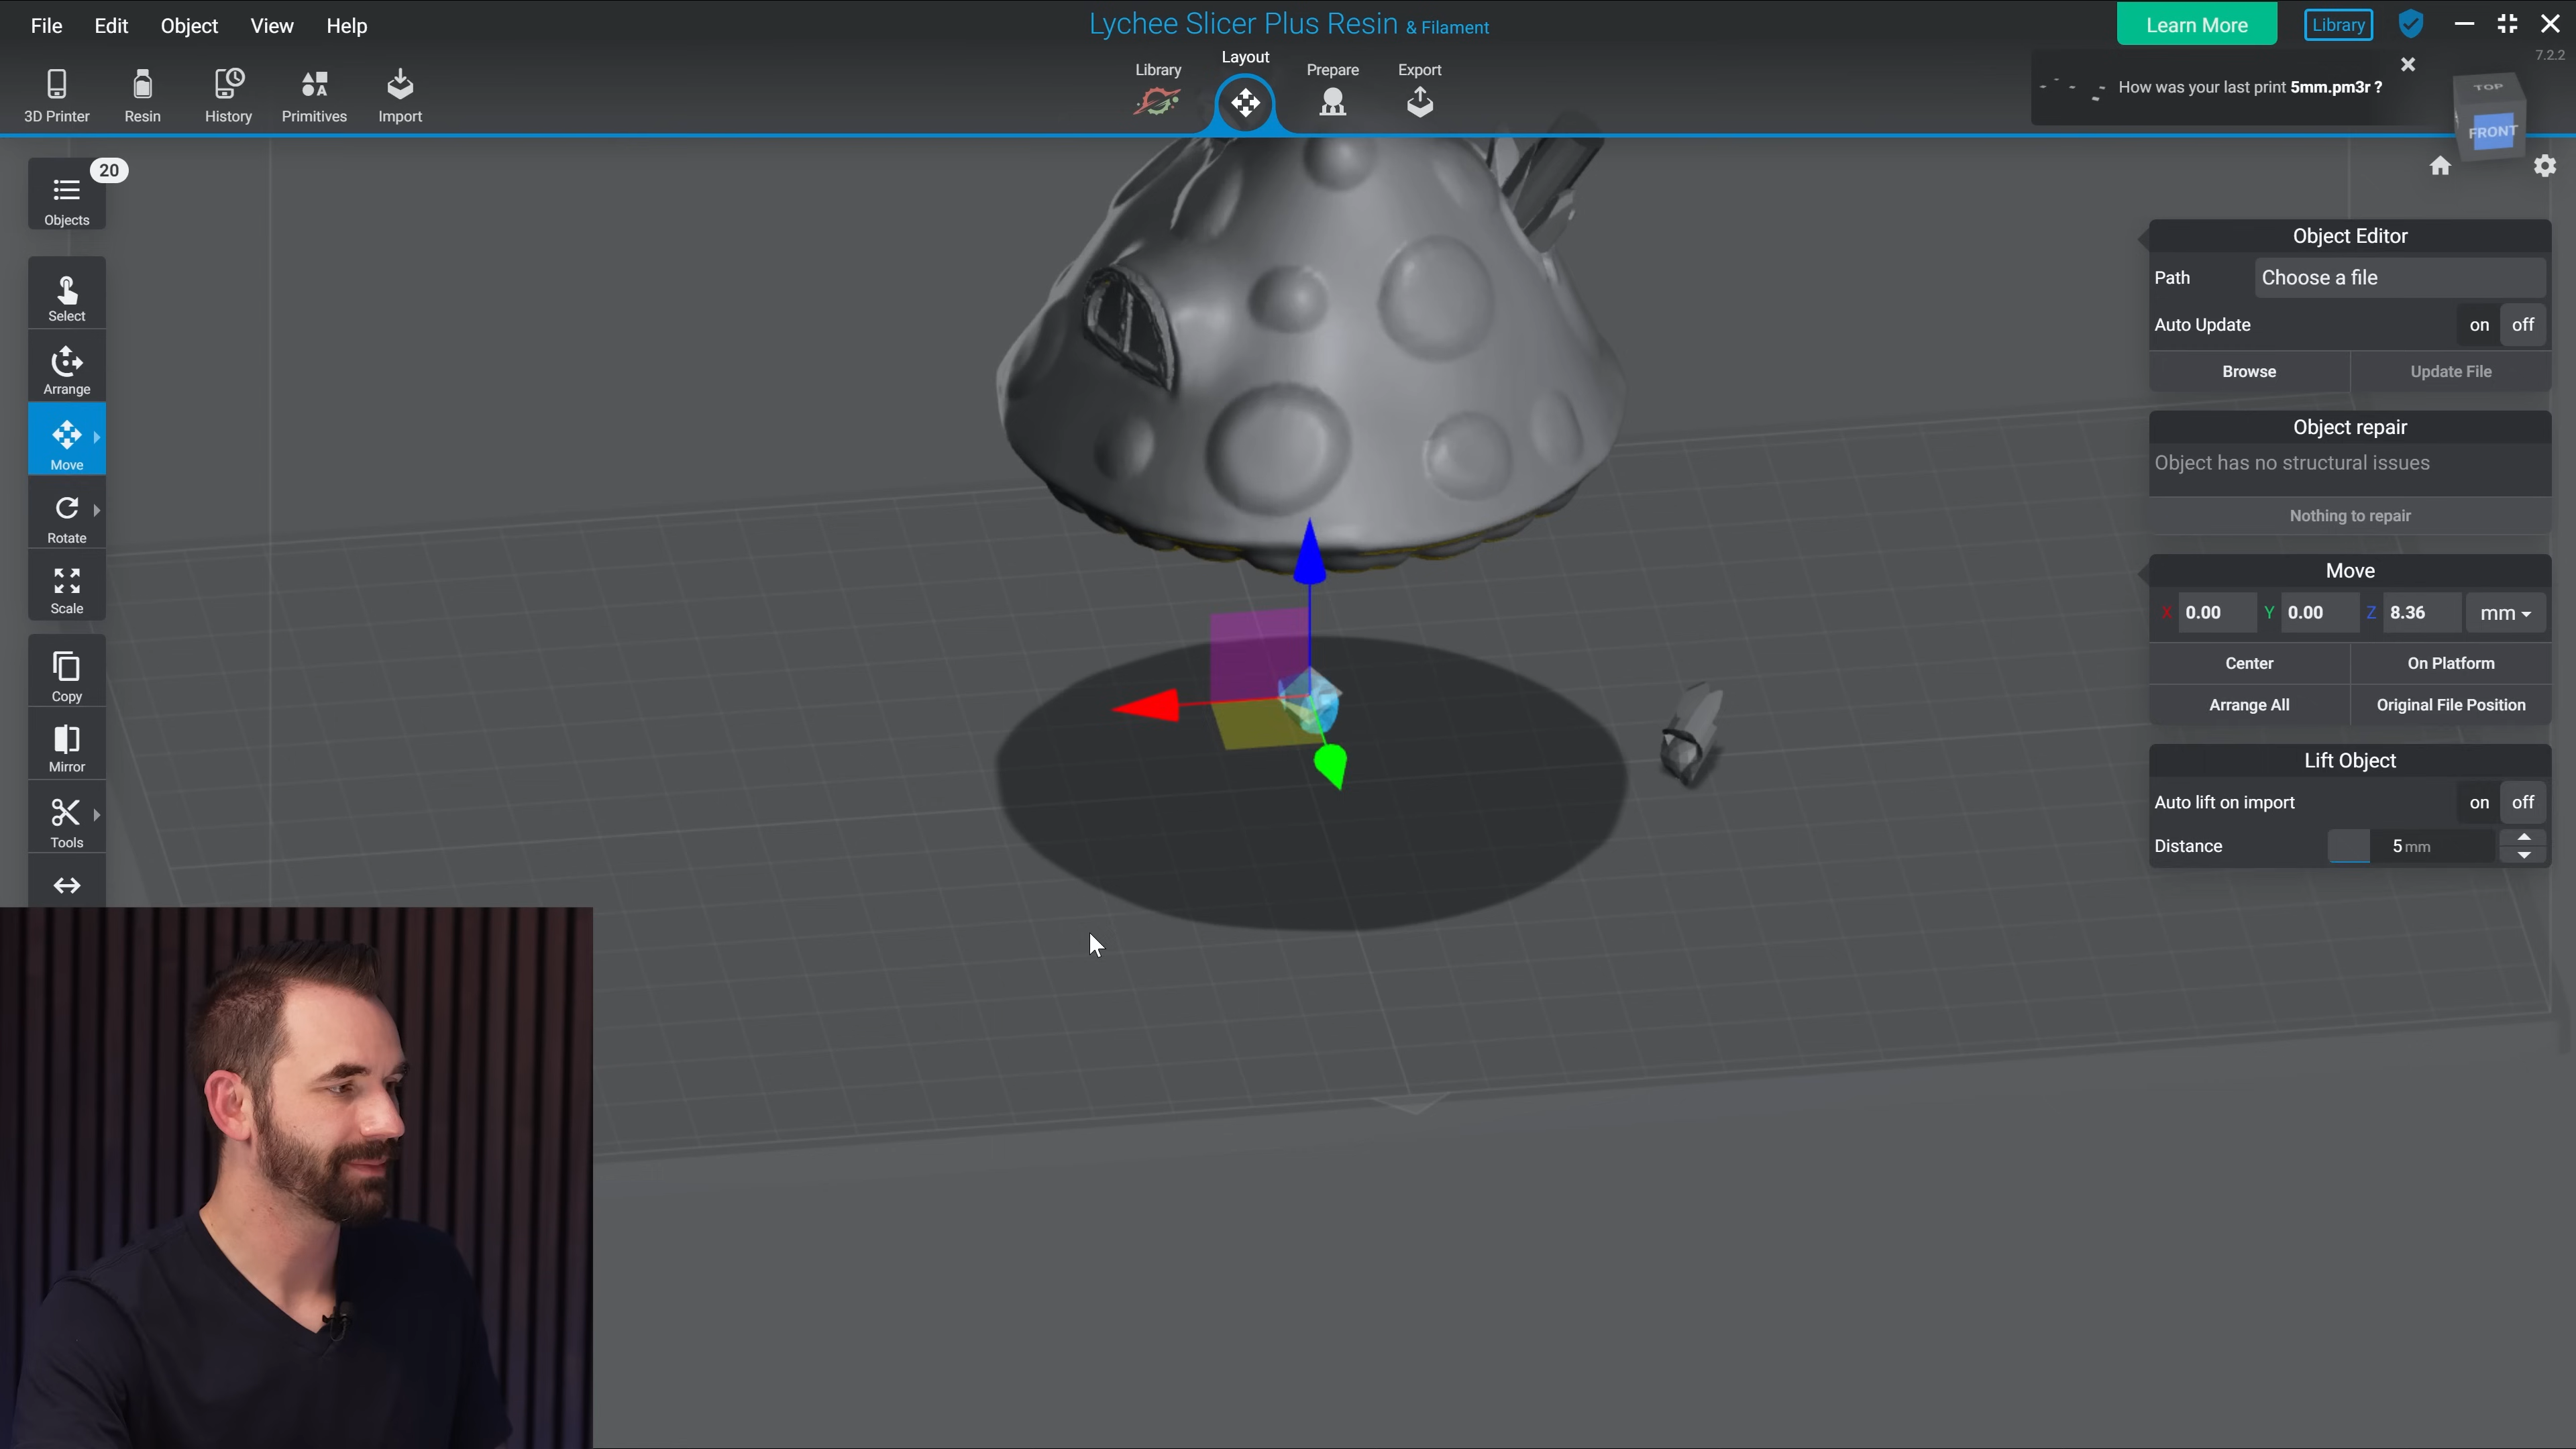 File Edit Object View Help
Lychee Slicer Plus Resin & Filament
Learn More
Library
7.2.2
3D Printer
Resin
History
Primitives
Import
Library
Layout
Prepare
Export
How was your last print 5mm.pm3r ?
TOP
FRONT
20
Objects
Select
Arrange
Move
Rotate
Scale
Copy
Mirror
Tools
Object Editor
Path Choose a file
Auto Update on off
Browse Update File
Object repair
Object has no structural issues
Nothing to repair
Move
X 0.00 Y 0.00 Z 8.36 mm
Center On Platform
Arrange All Original File Position
Lift Object
Auto lift on import on off
Distance 5 mm